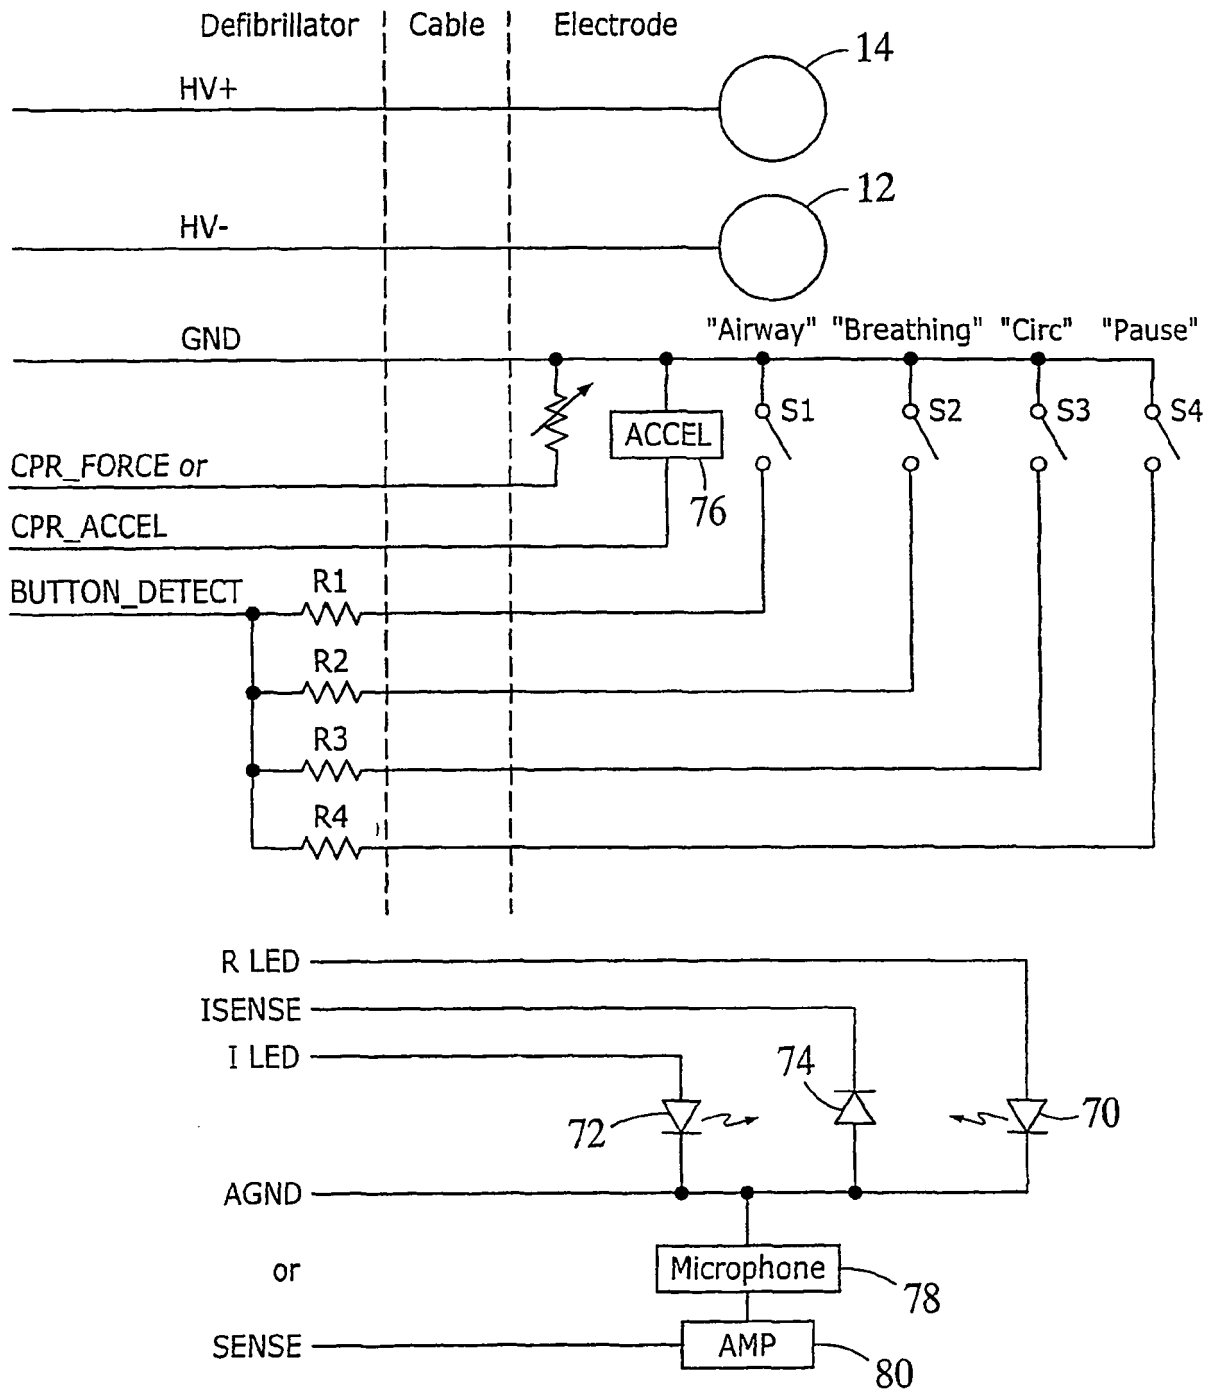 Defibrillator Cable Electrode
14
HV+
12
HV-
GND
"Airway" "Breathing" "Circ" "Pause"
S1 S2 S3 S4
ACCEL
CPR_FORCE or
76
CPR_ACCEL
R1
BUTTON_DETECT
R2
R3
R4
R LED
ISENSE
I LED
74
72
70
AGND
or
Microphone
78
SENSE
AMP
80